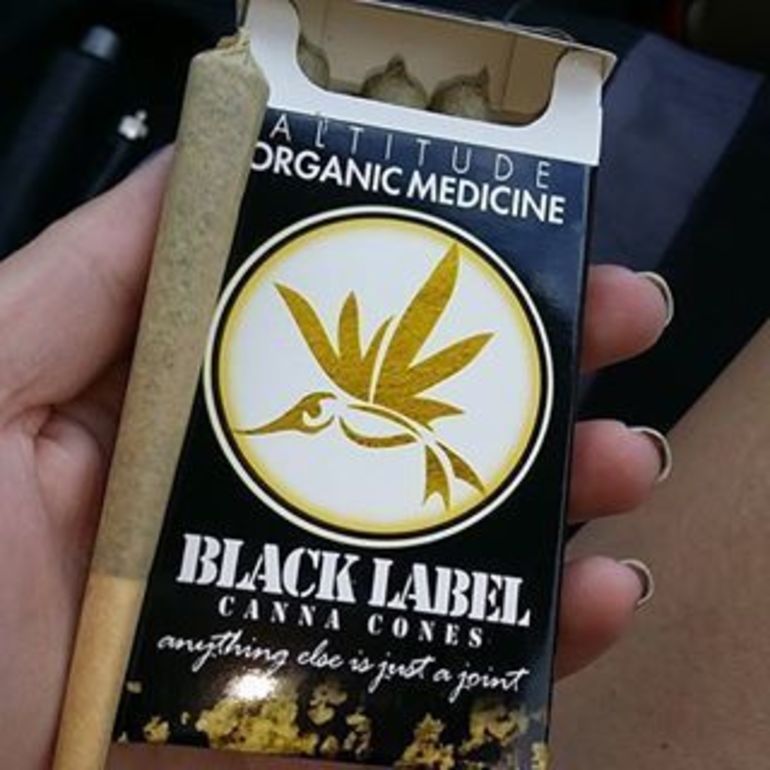 ALTITUDE
ORGANIC MEDICINE
BLACK LABEL
CANNA CONES
anything else is just a joint